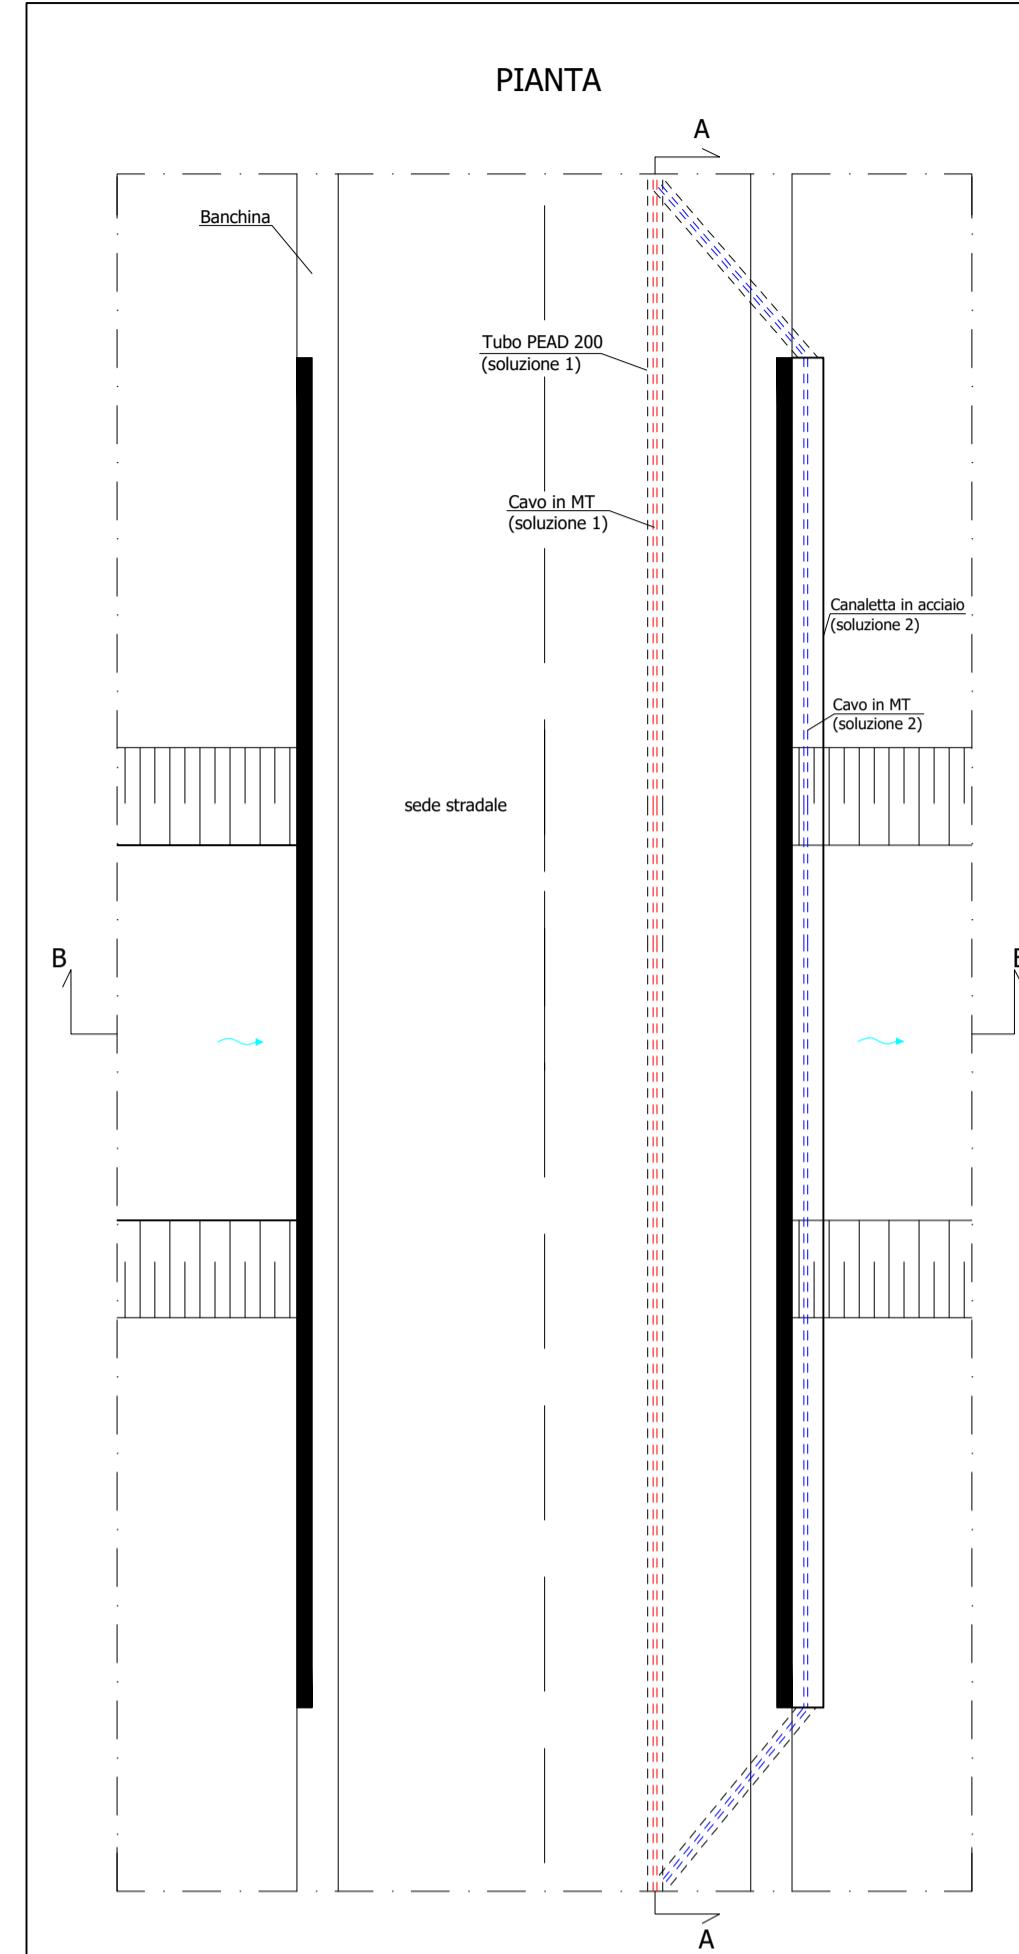 PIANTA
A
Banchina
Tubo PEAD 200
(soluzione 1)
Cavo in MT
(soluzione 1)
Canaletta in acciaio
(soluzione 2)
Cavo in MT
(soluzione 2)
sede stradale
B
A